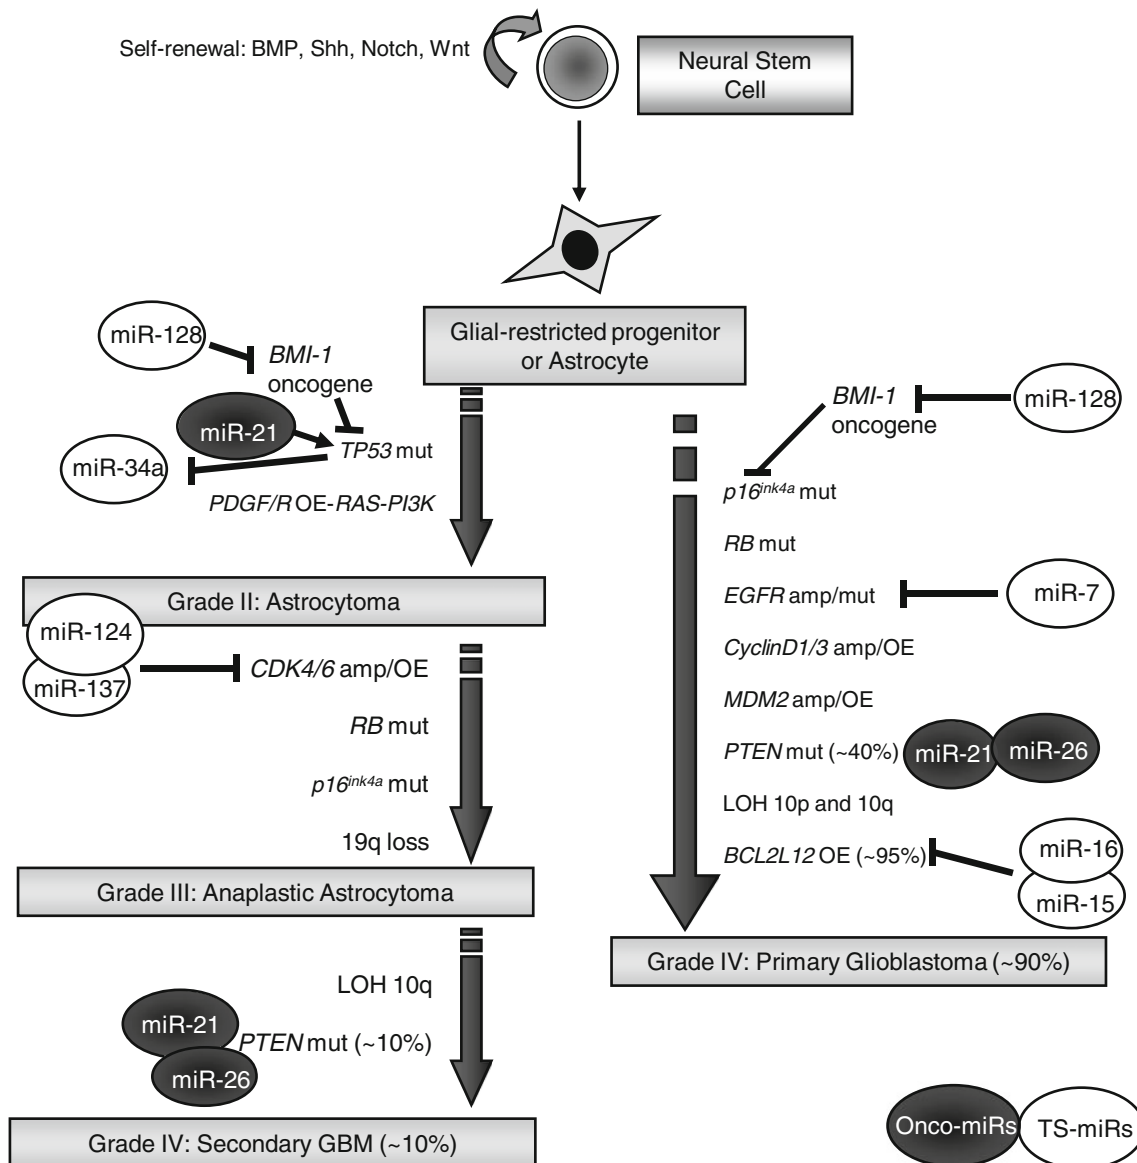 Self-renewal: BMP, Shh, Notch, Wnt
Neural Stem
Cell
Glial-restricted progenitor
or Astrocyte
miR-128
BMI-1
oncogene
miR-21
TP53 mut
miR-34a
PDGF/R OE-RAS-PI3K
Grade II: Astrocytoma
miR-124
miR-137
CDK4/6 amp/OE
RB mut
p16ink4a mut
19q loss
Grade III: Anaplastic Astrocytoma
LOH 10q
miR-21
PTEN mut (~10%)
miR-26
Grade IV: Secondary GBM (~10%)
BMI-1
oncogene
miR-128
p16ink4a mut
RB mut
EGFR amp/mut
miR-7
CyclinD1/3 amp/OE
MDM2 amp/OE
PTEN mut (~40%)
miR-21
miR-26
LOH 10p and 10q
BCL2L12 OE (~95%)
miR-16
miR-15
Grade IV: Primary Glioblastoma (~90%)
Onco-miRs
TS-miRs